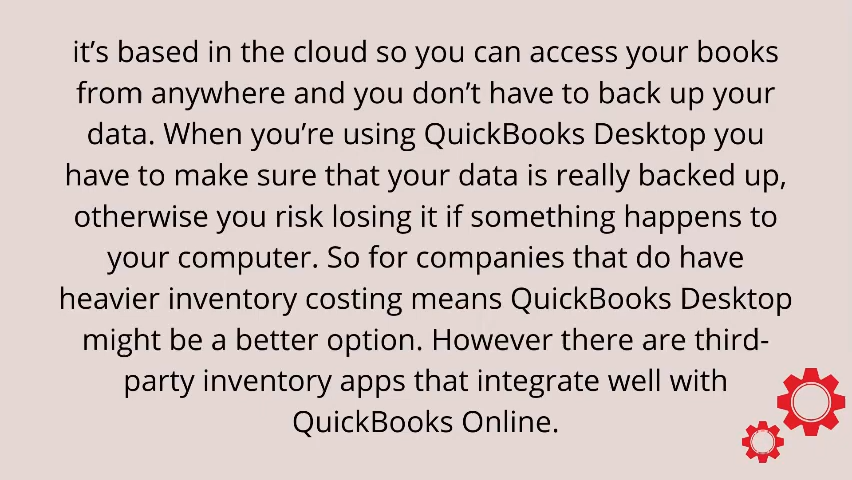 it’s based in the cloud so you can access your books
from anywhere and you don’t have to back up your
data. When you’re using QuickBooks Desktop you
have to make sure that your data is really backed up,
otherwise you risk losing it if something happens to
your computer. So for companies that do have
heavier inventory costing means QuickBooks Desktop
might be a better option. However there are third-
party inventory apps that integrate well with
QuickBooks Online.